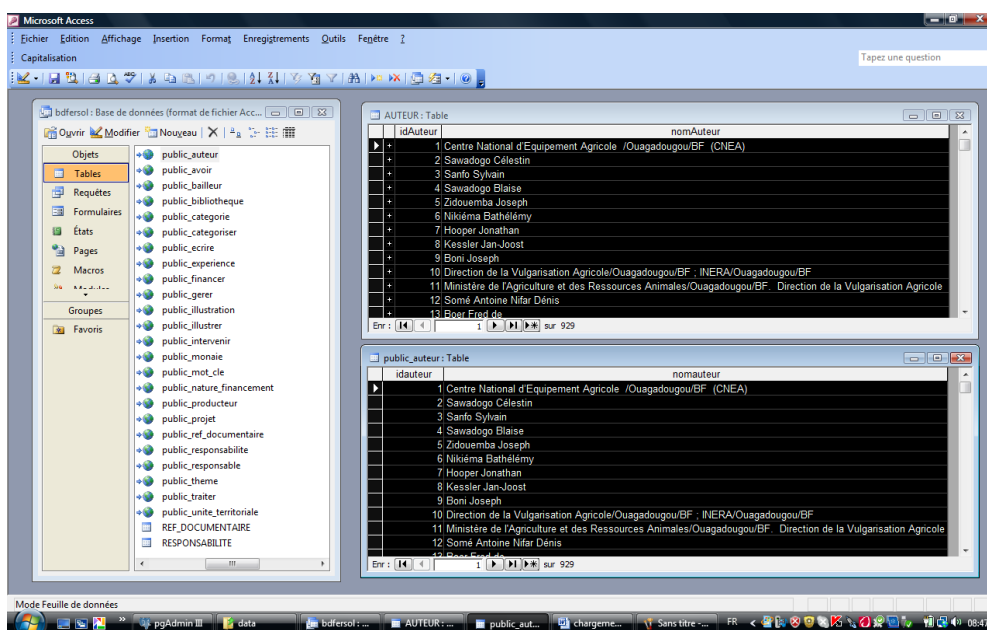 Microsoft Access
Eichier Edition Affichage Insertion Format Enregistrements Outils Fenêtre ?
Capitalisation
Tapez une question
bdfersol : Base de données (format de fichier Acc...
Ouvrir Modifier Nouveau
Objets
Tables
Requêtes
Formulaires
États
Pages
Macros
Modules
Groupes
Favoris
public_auteur
public_avoir
public_bailleur
public_bibliotheque
public_categorie
public_categoriser
public_ecrire
public_experience
public_financer
public_gerer
public_illustration
public_illustrer
public_intervenir
public_monaie
public_mot_cle
public_nature_financement
public_producteur
public_projet
public_ref_documentaire
public_responsabilite
public_responsable
public_theme
public_traiter
public_unite_territoriale
REF_DOCUMENTAIRE
RESPONSABILITE
AUTEUR : Table
idAuteur nomAuteur
1 Centre National d'Equipement Agricole /Ouagadougou/BF (CNEA)
2 Sawadogo Célestin
3 Sanfo Sylvain
4 Sawadogo Blaise
5 Zidouemba Joseph
6 Nikiéma Bathélémy
7 Hooper Jonathan
8 Kessler Jan-Joost
9 Boni Joseph
10 Direction de la Vulgarisation Agricole/Ouagadougou/BF ; INERA/Ouagadougou/BF
11 Ministère de l'Agriculture et des Ressources Animales/Ouagadougou/BF. Direction de la Vulgarisation Agricole
12 Somé Antoine Nifar Dénis
13 Boer Fred de
Enr : 1 sur 929
public_auteur : Table
idauteur nomauteur
1 Centre National d'Equipement Agricole /Ouagadougou/BF (CNEA)
2 Sawadogo Célestin
3 Sanfo Sylvain
4 Sawadogo Blaise
5 Zidouemba Joseph
6 Nikiéma Bathélémy
7 Hooper Jonathan
8 Kessler Jan-Joost
9 Boni Joseph
10 Direction de la Vulgarisation Agricole/Ouagadougou/BF ; INERA/Ouagadougou/BF
11 Ministère de l'Agriculture et des Ressources Animales/Ouagadougou/BF. Direction de la Vulgarisation Agricole
12 Somé Antoine Nifar Dénis
13 Boer Fred de
Enr : 1 sur 929
Mode Feuille de données
pgAdmin III data bdfersol : ... AUTEUR : ... public_aut... chargeme... Sans titre -... FR 08:47